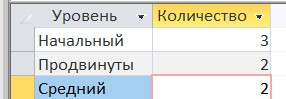 Уровень Количество
Начальный 3
Продвинуты 2
Средний 2